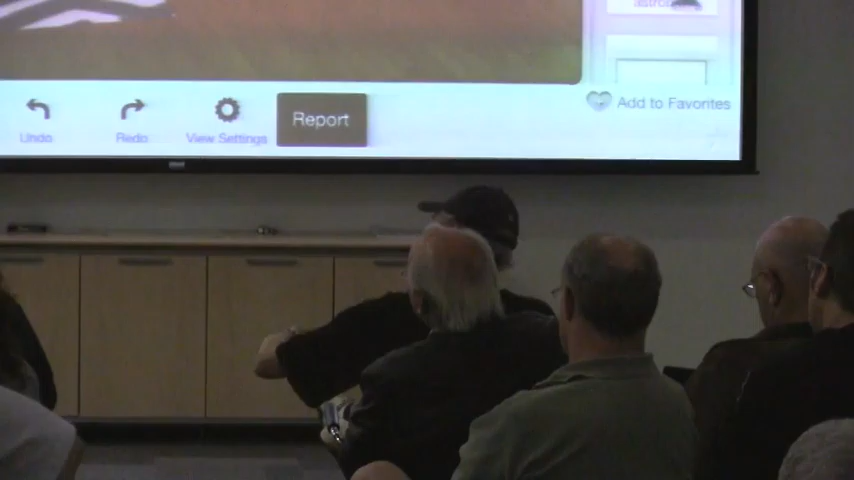 Undo
Redo
View Settings
Report
Add to Favorites